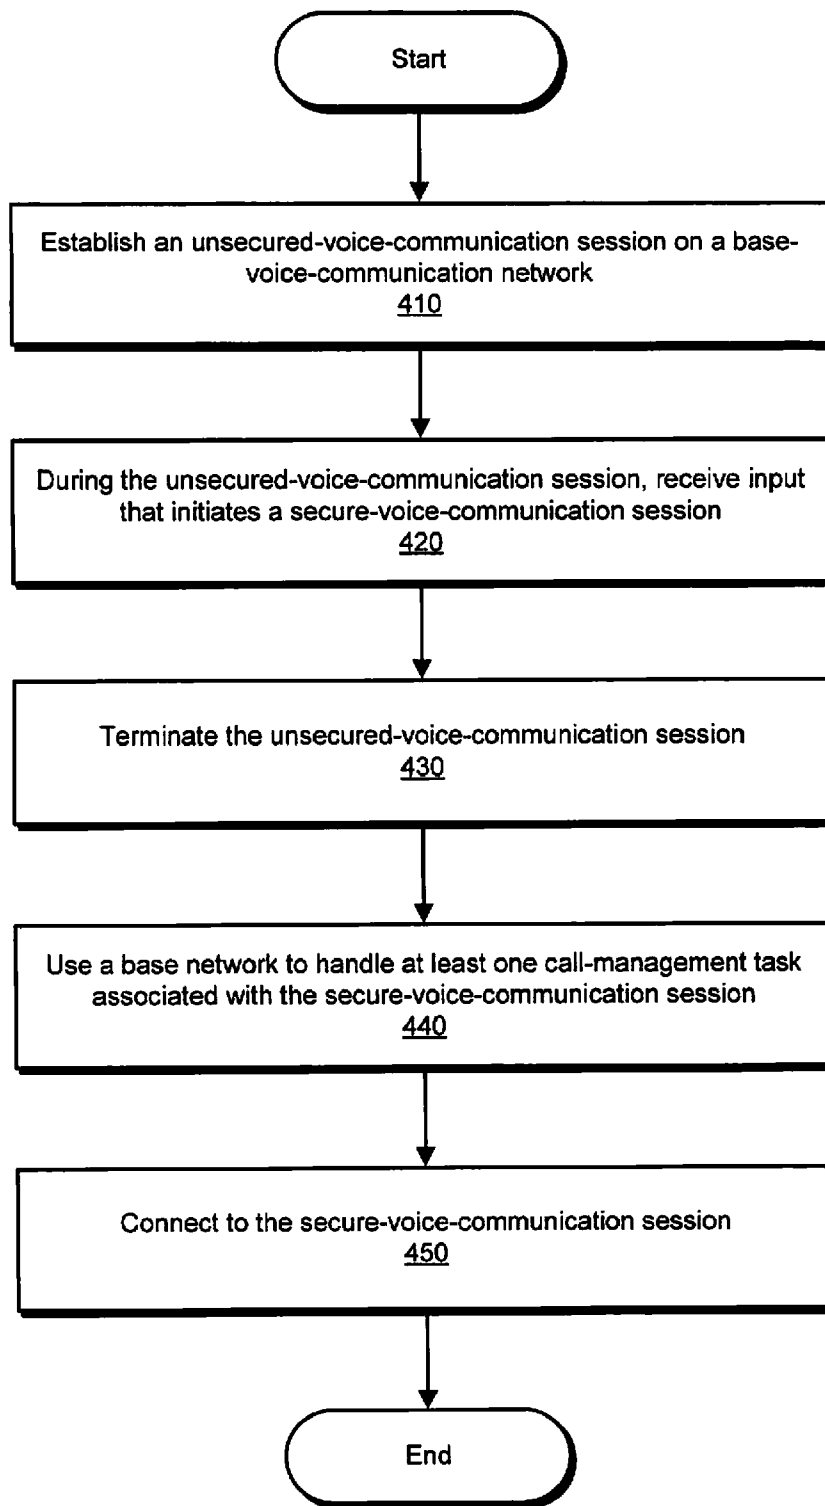 Start
Establish an unsecured-voice-communication session on a base-
voice-communication network
410
During the unsecured-voice-communication session, receive input
that initiates a secure-voice-communication session
420
Terminate the unsecured-voice-communication session
430
Use a base network to handle at least one call-management task
associated with the secure-voice-communication session
440
Connect to the secure-voice-communication session
450
End